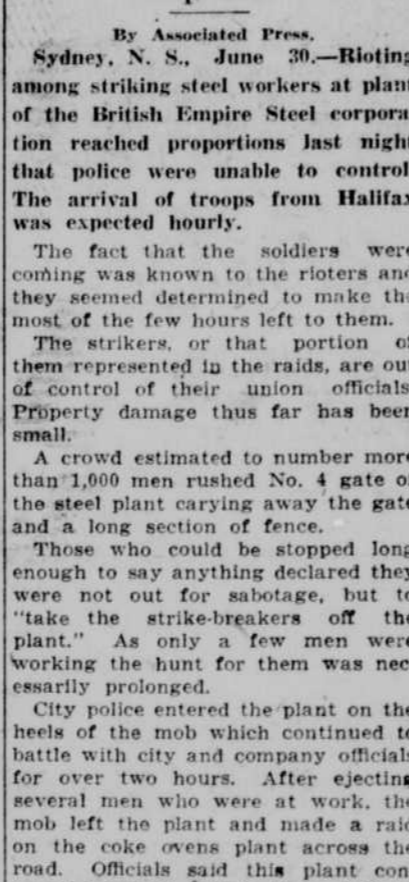 By Associated Press.
Sydney, N. S., June 30.—Rioting
among striking steel workers at plant
of the British Empire Steel corpora
tion reached proportions last night
that police were unable to control.
The arrival of troops from Halifax
was expected hourly.
The fact that the soldiers were
coming was known to the rioters and
they seemed determined to make the
most of the few hours left to them.
The strikers, or that portion of
them represented in the raids, are out
of control of their union officials.
Property damage thus far has been
small.
A crowd estimated to number more
than 1,000 men rushed No. 4 gate of
the steel plant carying away the gate
and a long section of fence.
Those who could be stopped long
enough to say anything declared they
were not out for sabotage, but to
"take the strike-breakers off the
plant." As only a few men were
working the hunt for them was nec
essarily prolonged.
City police entered the plant on the
heels of the mob which continued to
battle with city and company officials
for over two hours. After ejecting
several men who were at work, the
mob left the plant and made a raid
on the coke ovens plant across the
road. Officials said this plant con